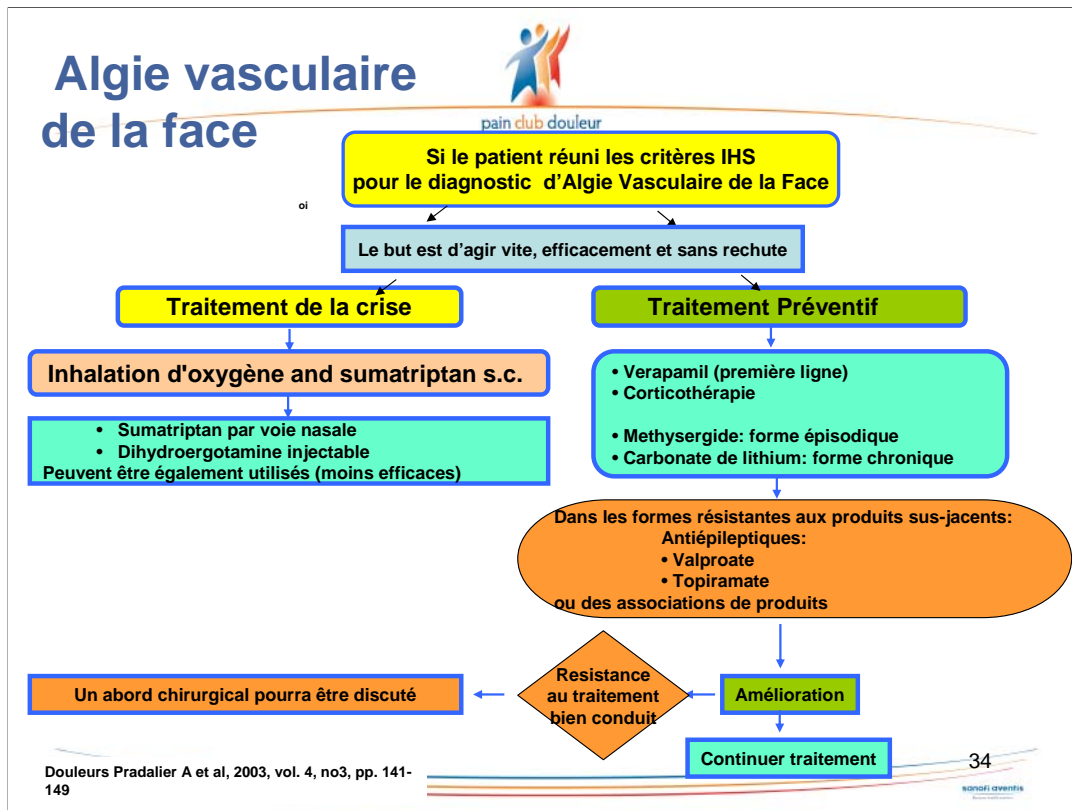 Algie vasculaire
de la face
pain club douleur
Si le patient réuni les critères IHS
pour le diagnostic d'Algie Vasculaire de la Face
oi
Le but est d'agir vite, efficacement et sans rechute
Traitement de la crise
Traitement Préventif
Inhalation d'oxygène and sumatriptan s.c.
• Sumatriptan par voie nasale
• Dihydroergotamine injectable
Peuvent être également utilisés (moins efficaces)
• Verapamil (première ligne)
• Corticothérapie
• Methysergide: forme épisodique
• Carbonate de lithium: forme chronique
Dans les formes résistantes aux produits sus-jacents:
Antiépileptiques:
• Valproate
• Topiramate
ou des associations de produits
Un abord chirurgical pourra être discuté
Resistance
au traitement
bien conduit
Amélioration
Continuer traitement
34
Douleurs Pradalier A et al, 2003, vol. 4, no3, pp. 141-
149
sanofi aventis